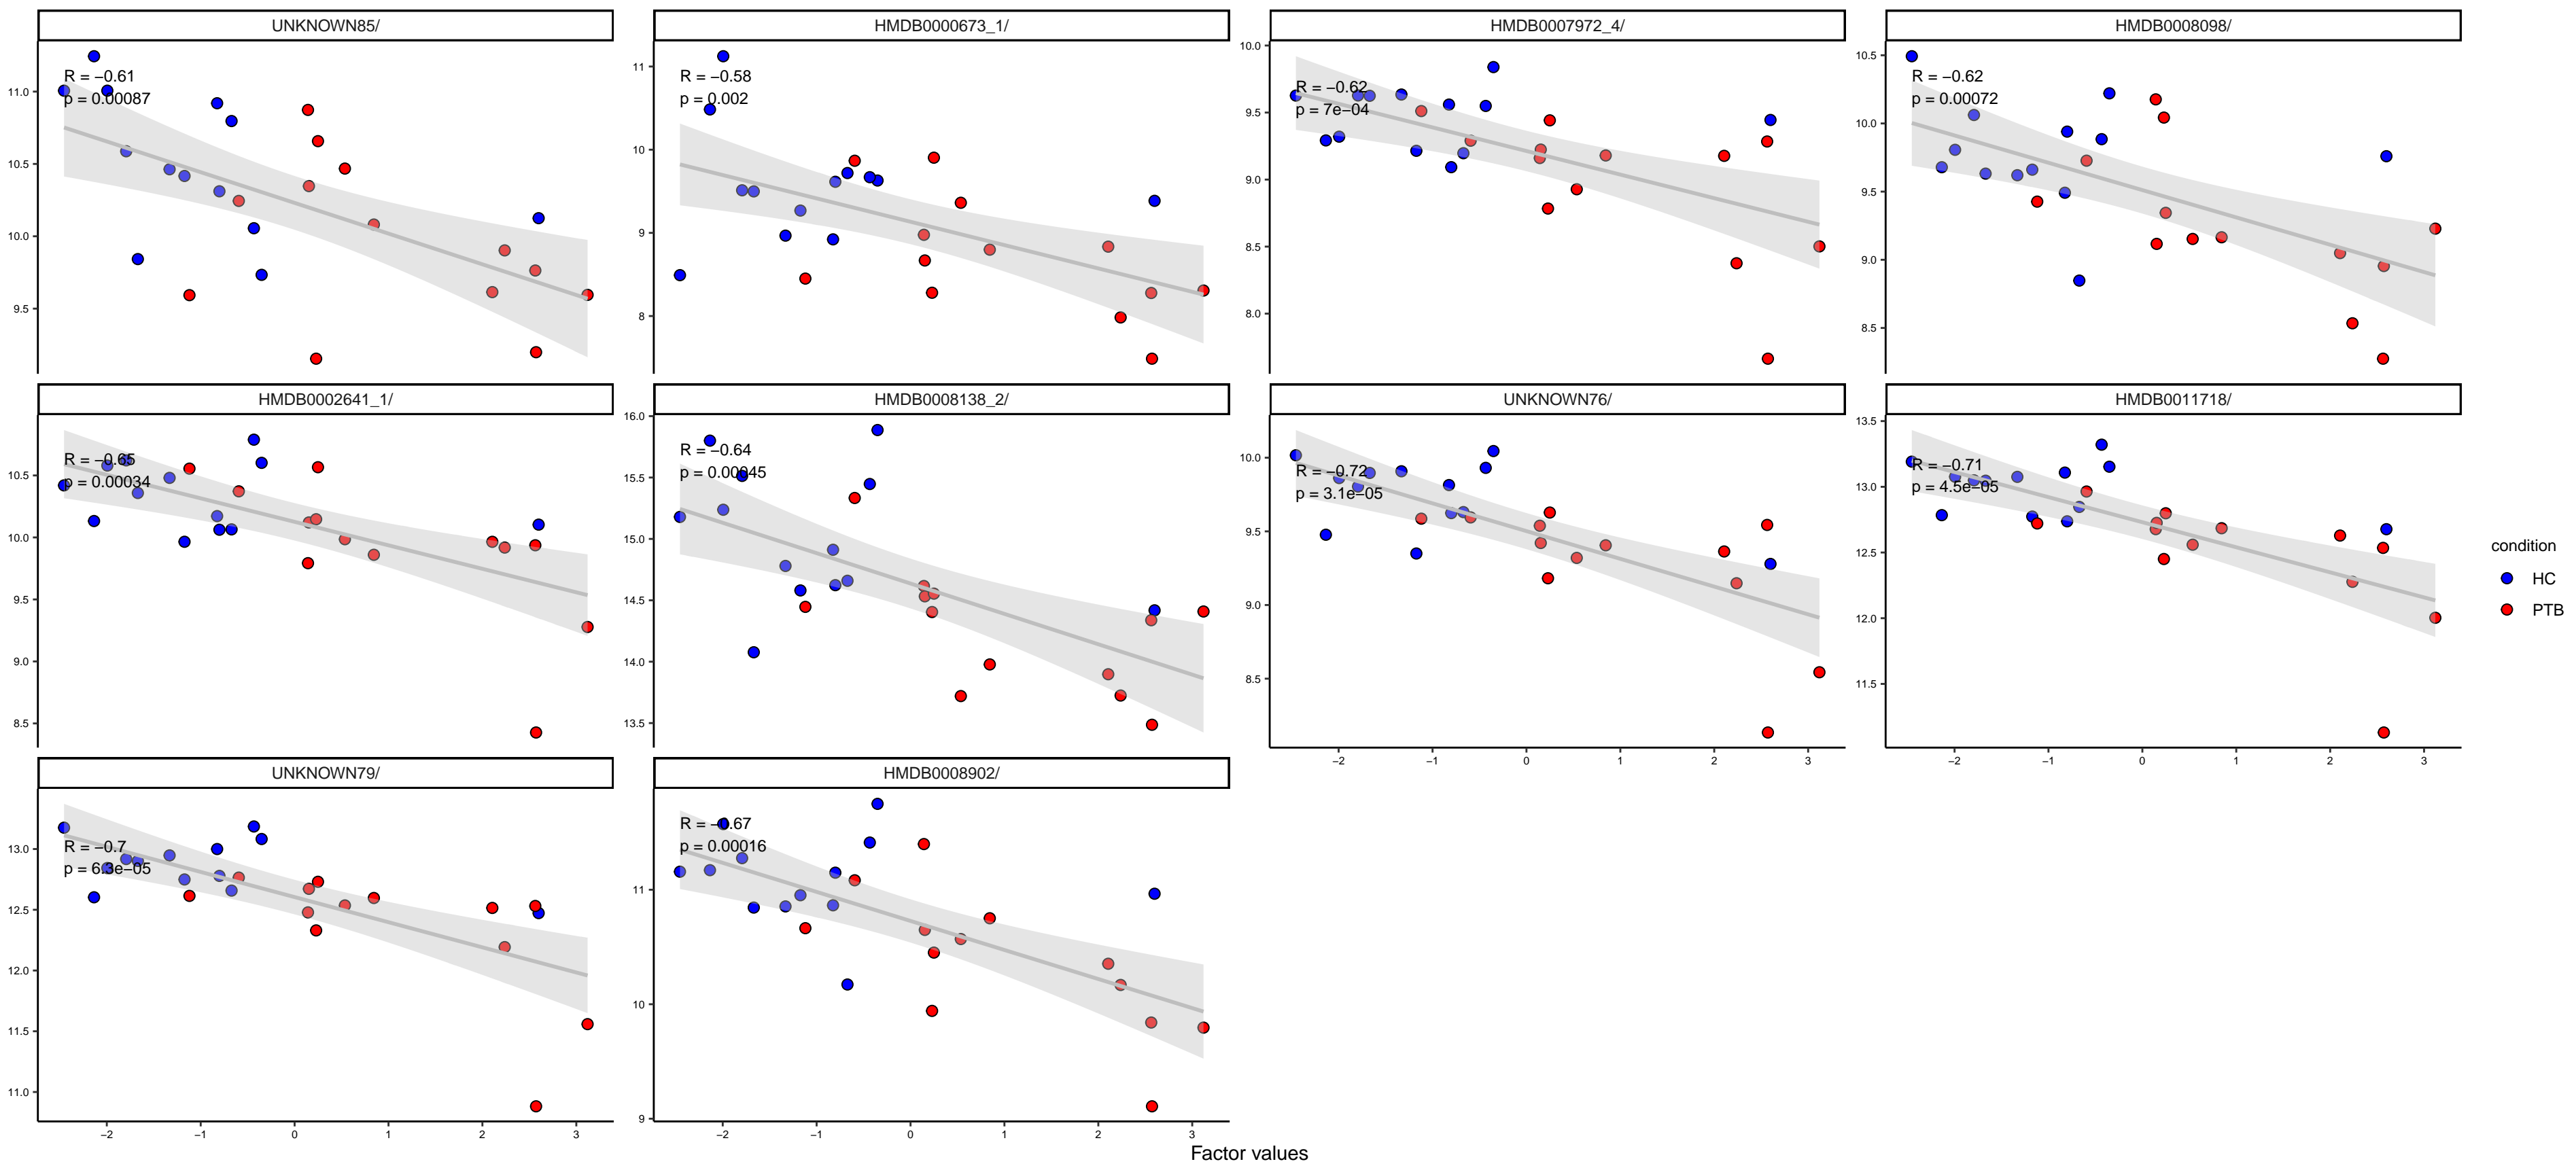 UNKNOWN85/
R = −0.61
p = 0.00087
11.0
10.5
10.0
9.5
HMDB0000673_1/
R = −0.58
p = 0.002
11
10
9
8
HMDB0007972_4/
R = −0.62
p = 7e−04
10.0
9.5
9.0
8.5
8.0
HMDB0008098/
R = −0.62
p = 0.00072
10.5
10.0
9.5
9.0
8.5
HMDB0002641_1/
R = −0.65
p = 0.00034
10.5
10.0
9.5
9.0
8.5
HMDB0008138_2/
R = −0.64
p = 0.00045
16.0
15.5
15.0
14.5
14.0
13.5
UNKNOWN76/
R = −0.72
p = 3.1e−05
10.0
9.5
9.0
8.5
−2 −1 0 1 2 3
HMDB0011718/
R = −0.71
p = 4.5e−05
13.5
13.0
12.5
12.0
11.5
−2 −1 0 1 2 3
condition
HC
PTB
UNKNOWN79/
R = −0.7
p = 6.3e−05
13.0
12.5
12.0
11.5
11.0
−2 −1 0 1 2 3
HMDB0008902/
R = −0.67
p = 0.00016
11
10
9
−2 −1 0 1 2 3
Factor values